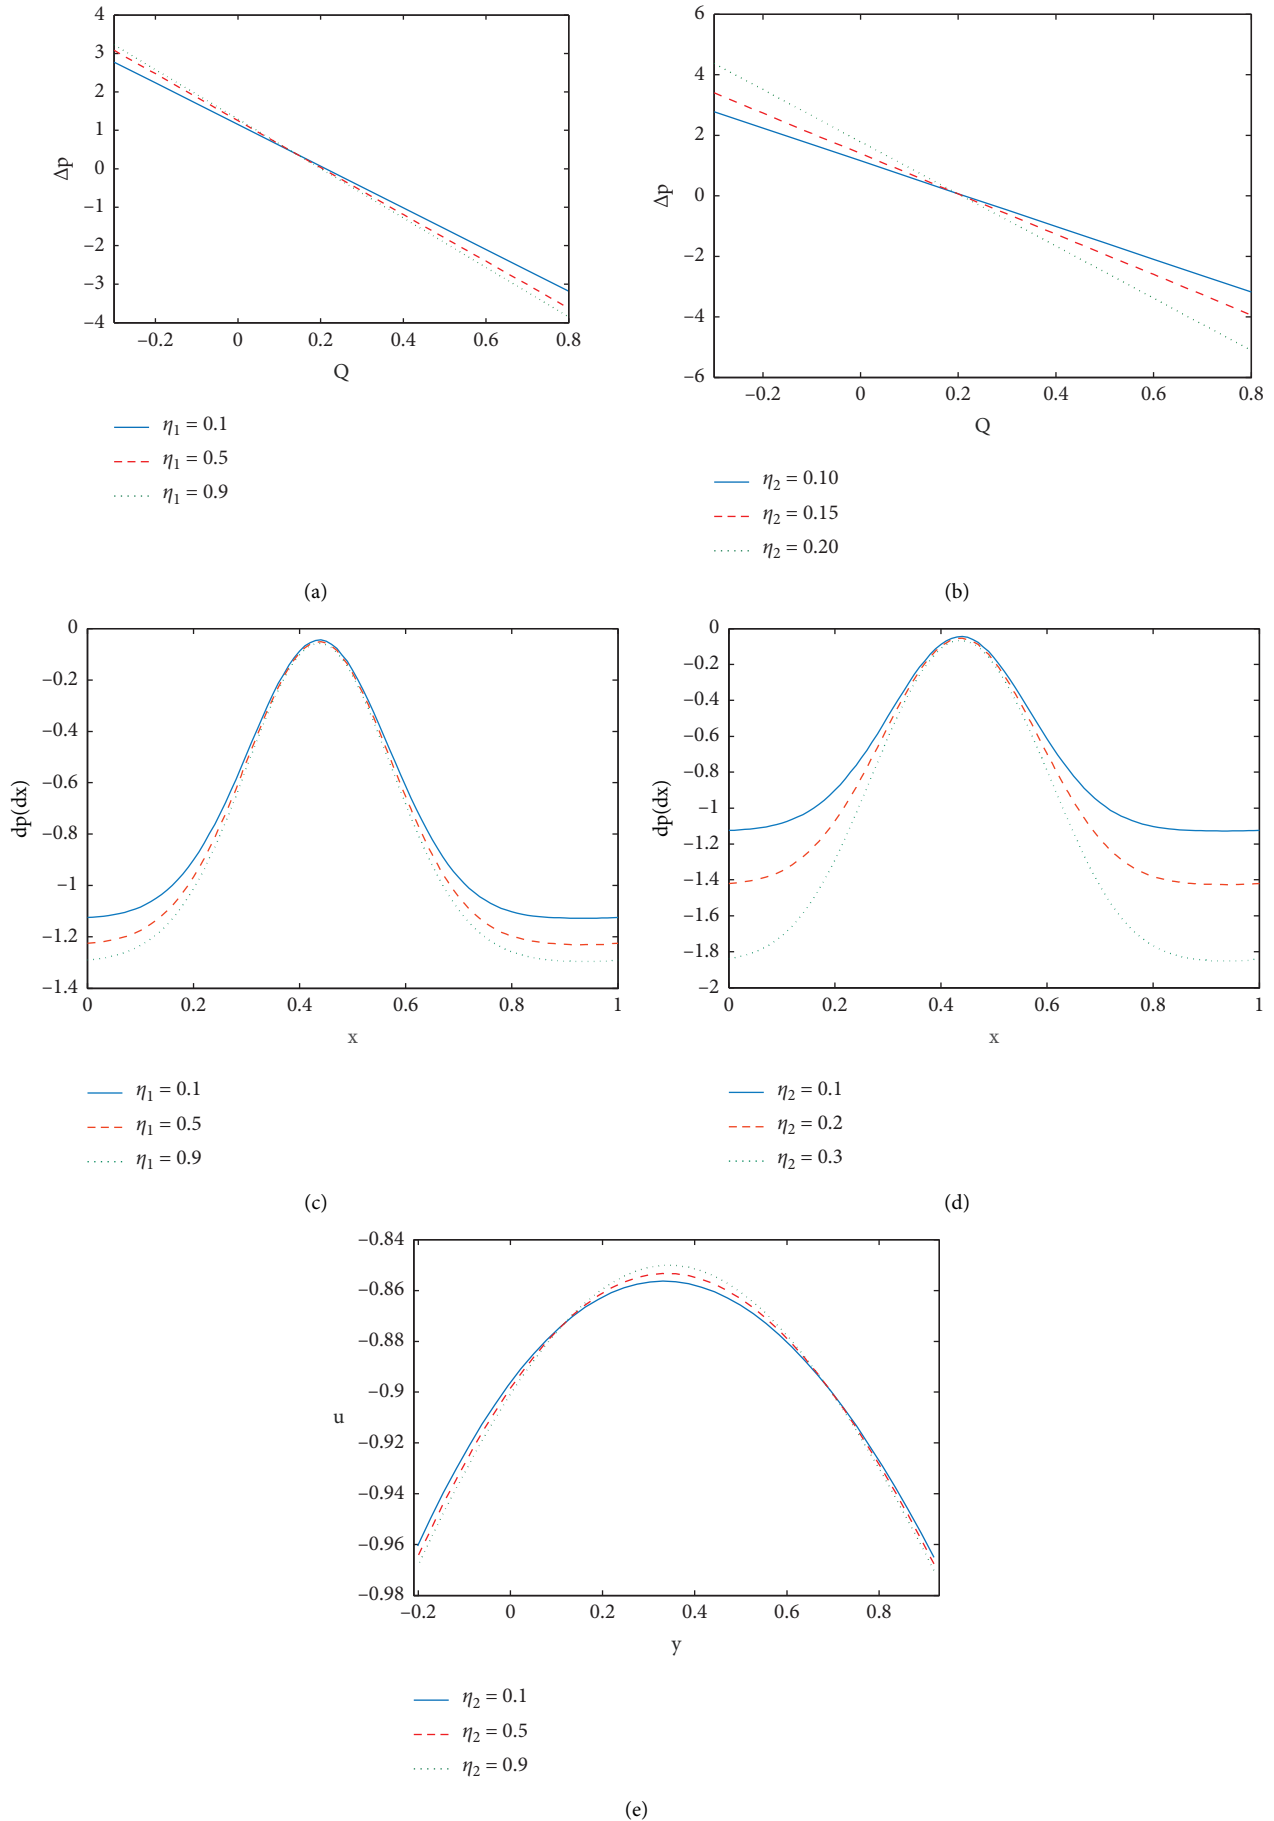 4
3
2
1
0
–1
–2
–3
–4
Δp
–0.2 0 0.2 0.4 0.6 0.8
Q
η1 = 0.1
η1 = 0.5
η1 = 0.9
(a)
6
4
2
0
–2
–4
–6
Δp
–0.2 0 0.2 0.4 0.6 0.8
Q
η2 = 0.10
η2 = 0.15
η2 = 0.20
(b)
0
–0.2
–0.4
–0.6
–0.8
–1
–1.2
–1.4
dp(dx)
0 0.2 0.4 0.6 0.8 1
x
η1 = 0.1
η1 = 0.5
η1 = 0.9
(c)
0
–0.2
–0.4
–0.6
–0.8
–1
–1.2
–1.4
–1.6
–1.8
–2
dp(dx)
0 0.2 0.4 0.6 0.8 1
x
η2 = 0.1
η2 = 0.2
η2 = 0.3
(d)
–0.84
–0.86
–0.88
–0.9
–0.92
–0.94
–0.96
–0.98
u
–0.2 0 0.2 0.4 0.6 0.8
y
η2 = 0.1
η2 = 0.5
η2 = 0.9
(e)